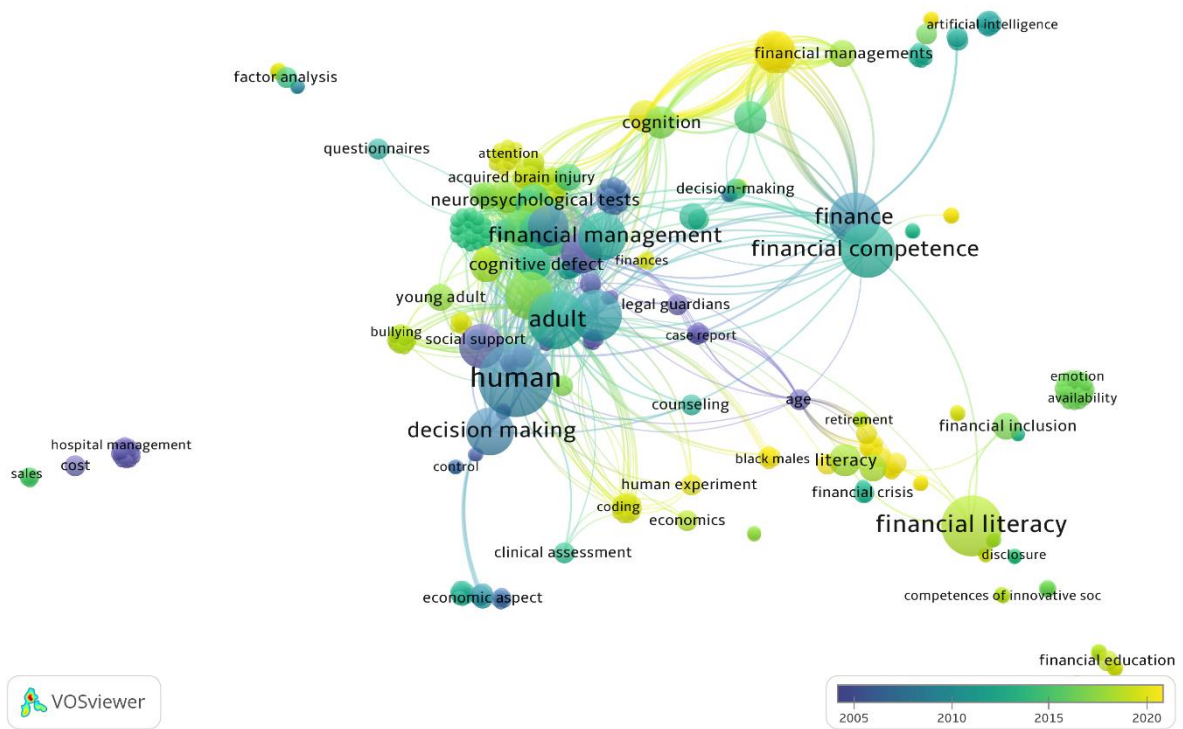 artificial intelligence
financial managements
factor analysis
cognition
questionnaires
attention
acquired brain injury
decision-making
neuropsychological tests
finance
financial management
financial competence
cognitive defect
finances
young adult
legal guardians
adult
bullying
social support
case report
human
emotion
availability
age
counseling
retirement
financial inclusion
decision making
hospital management
cost
sales
control
black males
literacy
human experiment
financial crisis
coding
economics
financial literacy
clinical assessment
disclosure
economic aspect
competences of innovative soc
financial education
VOSviewer
2005
2010
2015
2020